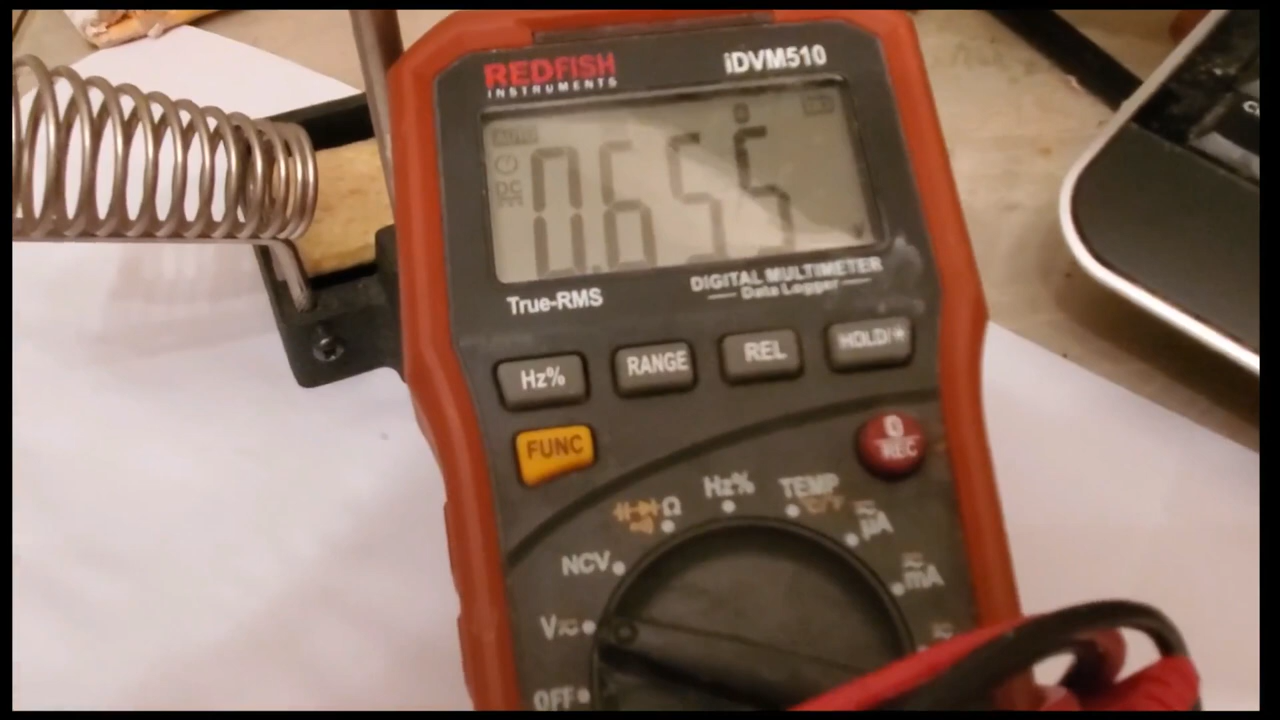 REDFISH
INSTRUMENTS
iDVM510
AUTO
DC
0.655
DIGITAL MULTIMETER
Data Logger
True-RMS
Hz%
RANGE
REL
HOLD/☀
FUNC
REC
Hz%
TEMP
Ω
µA
NCV
mA
V
OFF